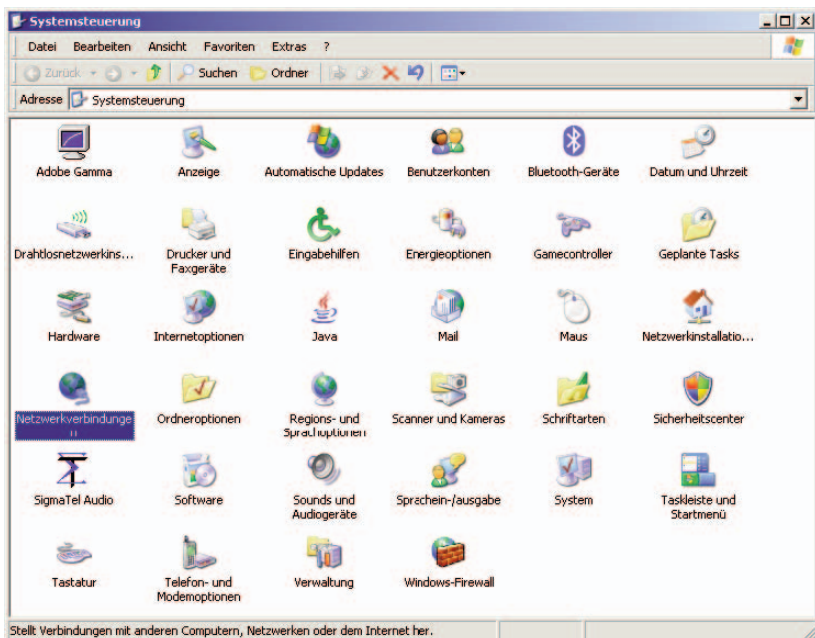 Systemsteuerung
Datei Bearbeiten Ansicht Favoriten Extras ?
Zurück Suchen Ordner
Adresse Systemsteuerung
Adobe Gamma
Anzeige
Automatische Updates
Benutzerkonten
Bluetooth-Geräte
Datum und Uhrzeit
Drahtlosnetzwerkins...
Drucker und
Faxgeräte
Eingabehilfen
Energieoptionen
Gamecontroller
Geplante Tasks
Hardware
Internetoptionen
Java
Mail
Maus
Netzwerkinstallatio...
Netzwerkverbindunge
n
Ordneroptionen
Regions- und
Sprachoptionen
Scanner und Kameras
Schriftarten
Sicherheitscenter
SigmaTel Audio
Software
Sounds und
Audiogeräte
Sprachein-/ausgabe
System
Taskleiste und
Startmenü
Tastatur
Telefon- und
Modemoptionen
Verwaltung
Windows-Firewall
Stellt Verbindungen mit anderen Computern, Netzwerken oder dem Internet her.